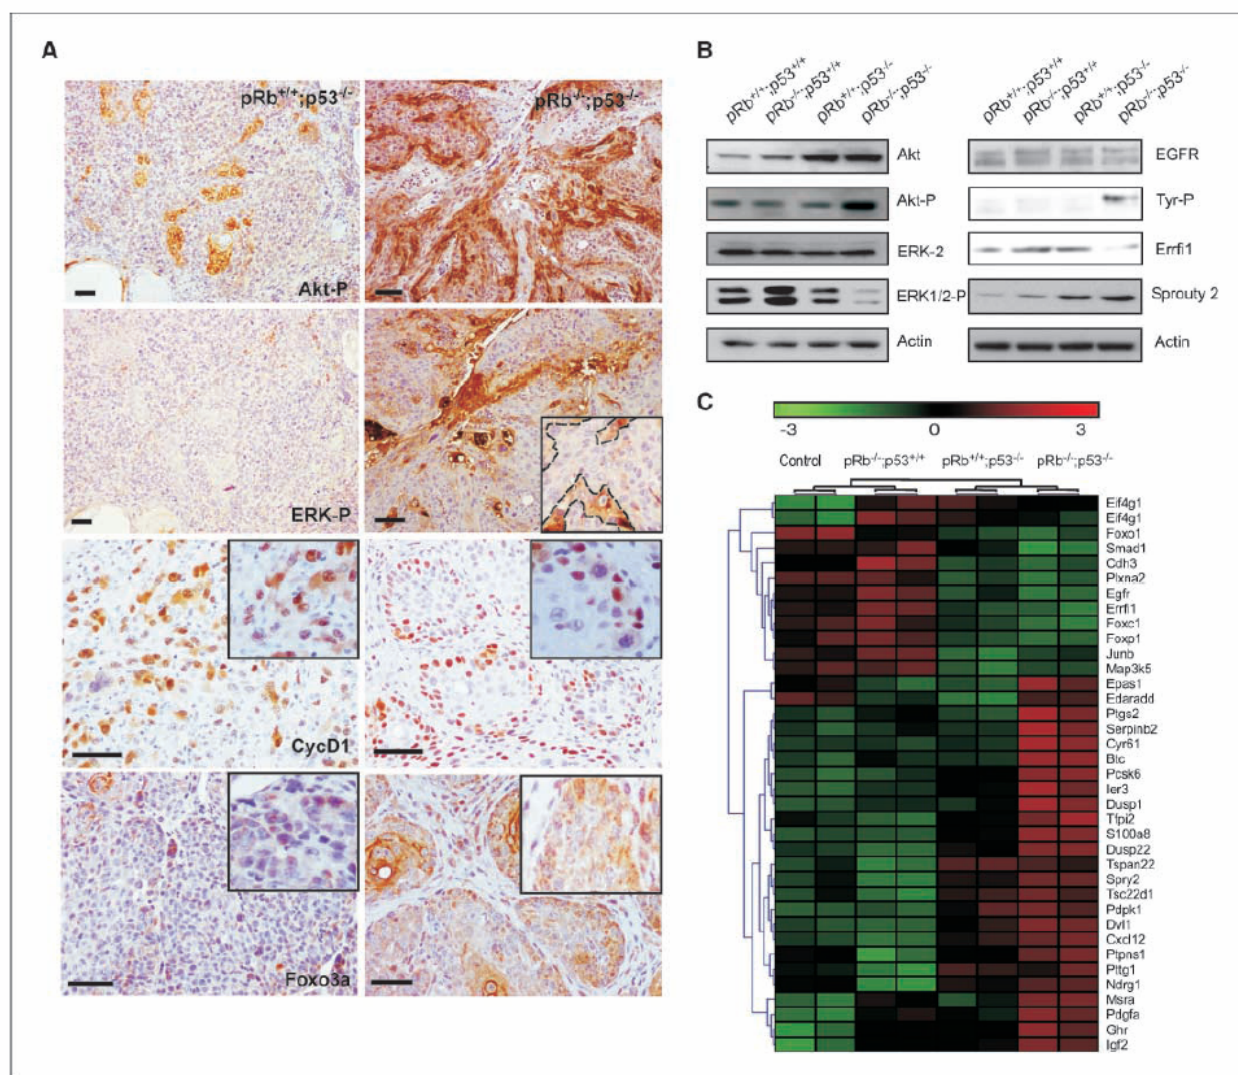 A
pRb+/+;p53-/-
pRb-/-;p53-/-
Akt-P
ERK-P
CycD1
Foxo3a
B
pRb+/+;p53+/+
pRb-/-;p53+/+
pRb+/+;p53-/-
pRb-/-;p53-/-
Akt
Akt-P
ERK-2
ERK1/2-P
Actin
pRb+/+;p53+/+
pRb-/-;p53+/+
pRb+/+;p53-/-
pRb-/-;p53-/-
EGFR
Tyr-P
Errfi1
Sprouty 2
Actin
C
-3 0 3
Control pRb-/-;p53+/+ pRb+/+;p53-/- pRb-/-;p53-/-
Eif4g1
Eif4g1
Foxo1
Smad1
Cdh3
Plxna2
Egfr
Errfi1
Foxc1
Foxp1
Junb
Map3k5
Epas1
Edaradd
Ptgs2
Serpinb2
Cyr61
Btc
Pcsk6
Ier3
Dusp1
Tfpi2
S100a8
Dusp22
Tspan22
Spry2
Tsc22d1
Pdpk1
Dvl1
Cxcl12
Ptpns1
Pttg1
Ndrg1
Msra
Pdgfa
Ghr
Igf2